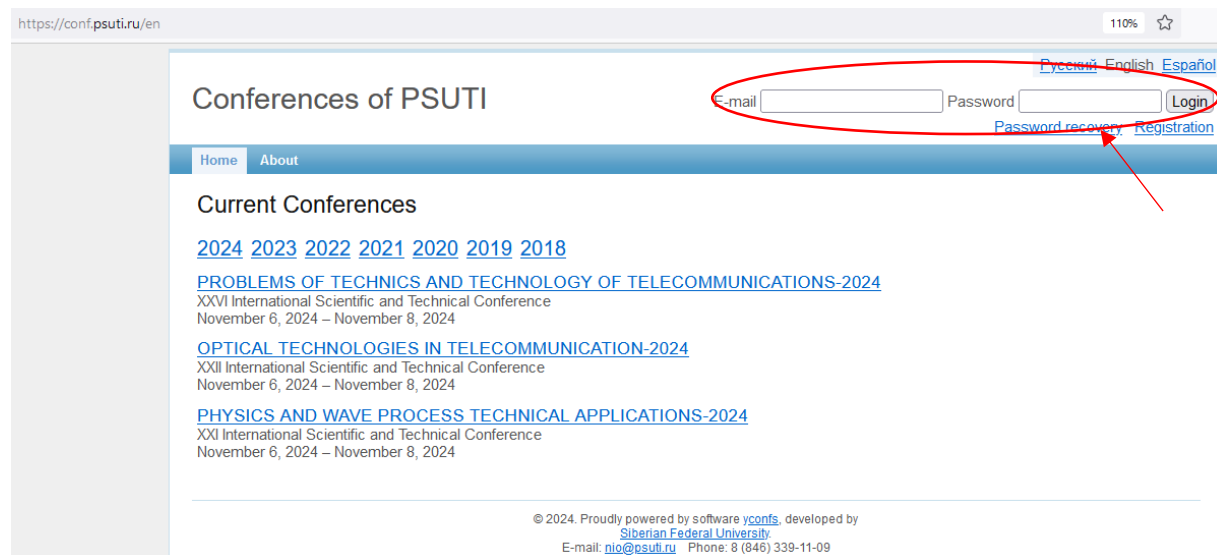 https://conf.psuti.ru/en 110%
Русский English Español
Conferences of PSUTI
E-mail Password Login
Password recovery Registration
Home About
Current Conferences
2024 2023 2022 2021 2020 2019 2018
PROBLEMS OF TECHNICS AND TECHNOLOGY OF TELECOMMUNICATIONS-2024
XXVI International Scientific and Technical Conference
November 6, 2024 – November 8, 2024
OPTICAL TECHNOLOGIES IN TELECOMMUNICATION-2024
XXII International Scientific and Technical Conference
November 6, 2024 – November 8, 2024
PHYSICS AND WAVE PROCESS TECHNICAL APPLICATIONS-2024
XXI International Scientific and Technical Conference
November 6, 2024 – November 8, 2024
© 2024. Proudly powered by software yconfs, developed by
Siberian Federal University.
E-mail: nio@psuti.ru Phone: 8 (846) 339-11-09